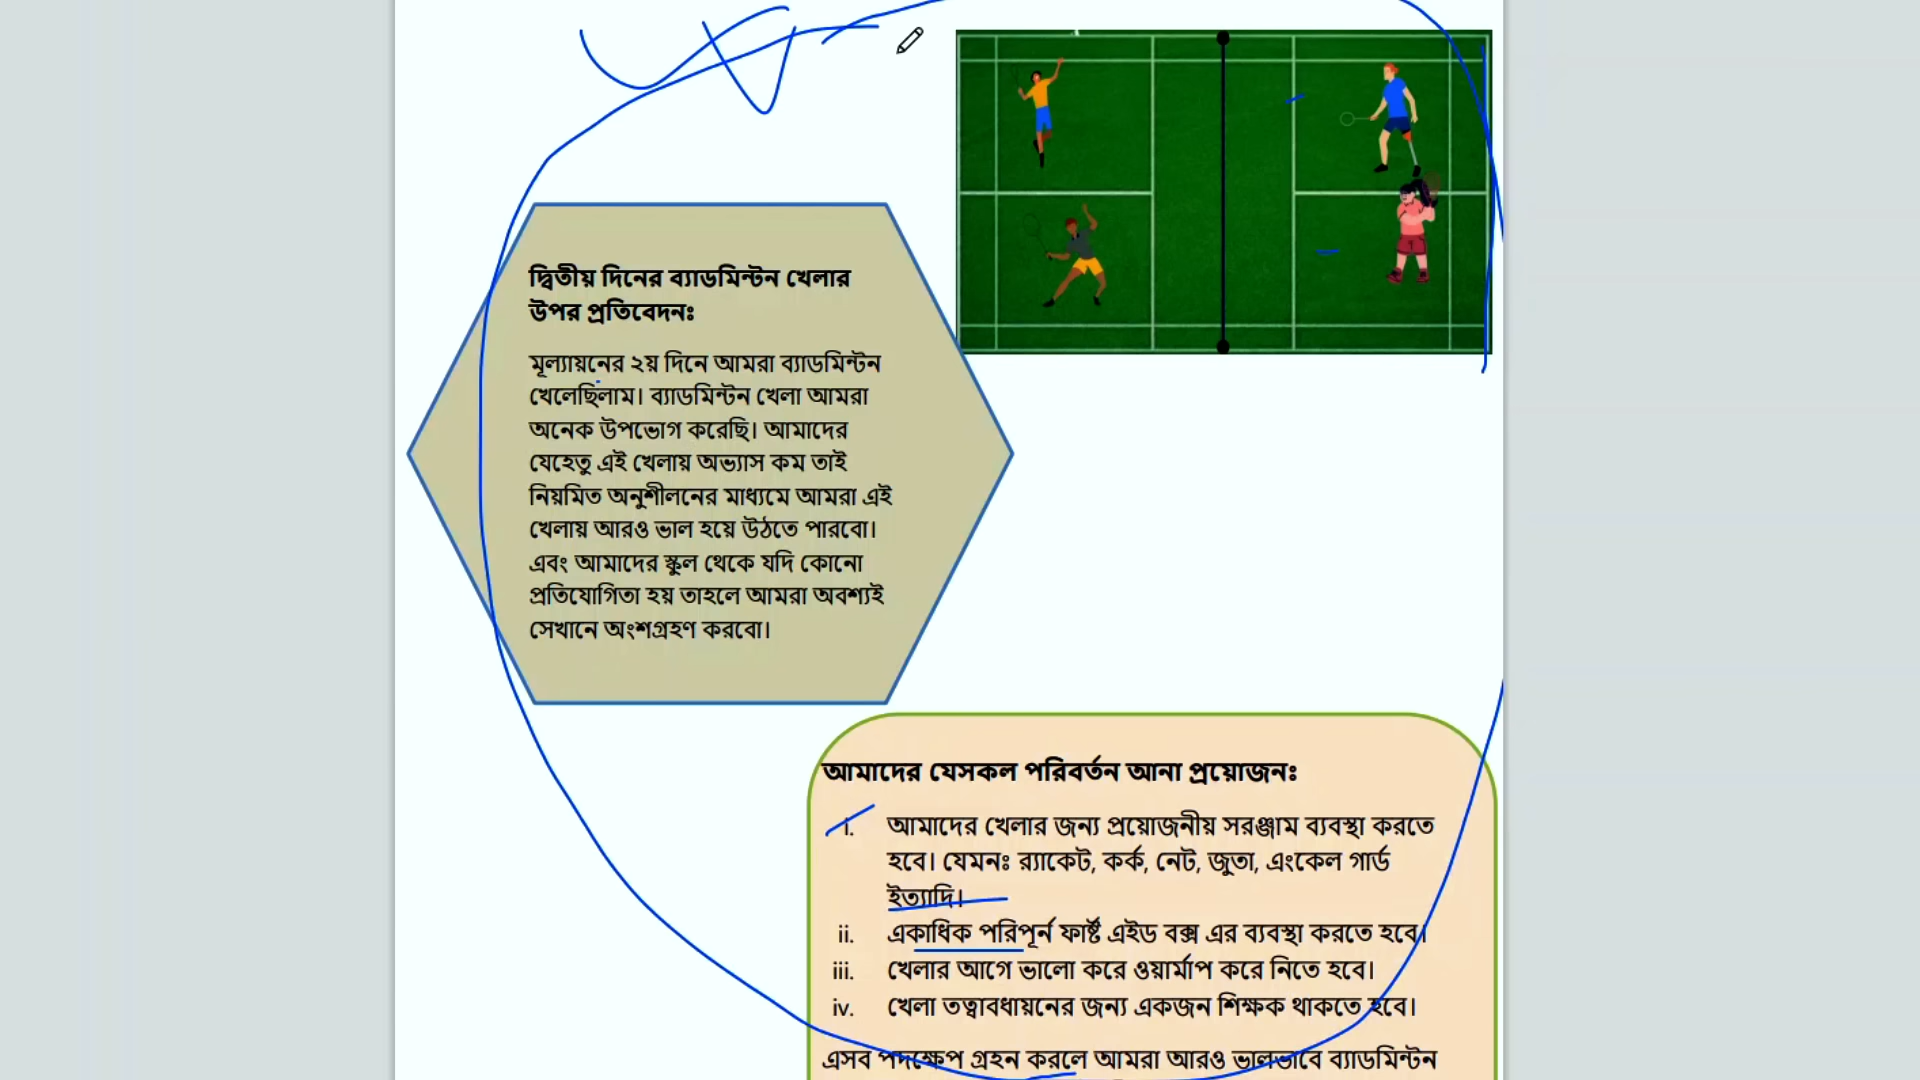 দ্বিতীয় দিনের ব্যাডমিন্টন খেলার
উপর প্রতিবেদনঃ
মূল্যায়নের ২য় দিনে আমরা ব্যাডমিন্টন
খেলেছিলাম। ব্যাডমিন্টন খেলা আমরা
অনেক উপভোগ করেছি। আমাদের
যেহেতু এই খেলায় অভ্যাস কম তাই
নিয়মিত অনুশীলনের মাধ্যমে আমরা এই
খেলায় আরও ভাল হয়ে উঠতে পারবো।
এবং আমাদের স্কুল থেকে যদি কোনো
প্রতিযোগিতা হয় তাহলে আমরা অবশ্যই
সেখানে অংশগ্রহণ করবো।
আমাদের যেসকল পরিবর্তন আনা প্রয়োজনঃ
i. আমাদের খেলার জন্য প্রয়োজনীয় সরঞ্জাম ব্যবস্থা করতে
হবে। যেমনঃ র‍্যাকেট, কর্ক, নেট, জুতা, এংকেল গার্ড
ইত্যাদি।
ii. একাধিক পরিপূর্ন ফার্ষ্ট এইড বক্স এর ব্যবস্থা করতে হবে।
iii. খেলার আগে ভালো করে ওয়ার্মাপ করে নিতে হবে।
iv. খেলা তত্বাবধায়নের জন্য একজন শিক্ষক থাকতে হবে।
এসব পদক্ষেপ গ্রহন করলে আমরা আরও ভালভাবে ব্যাডমিন্টন